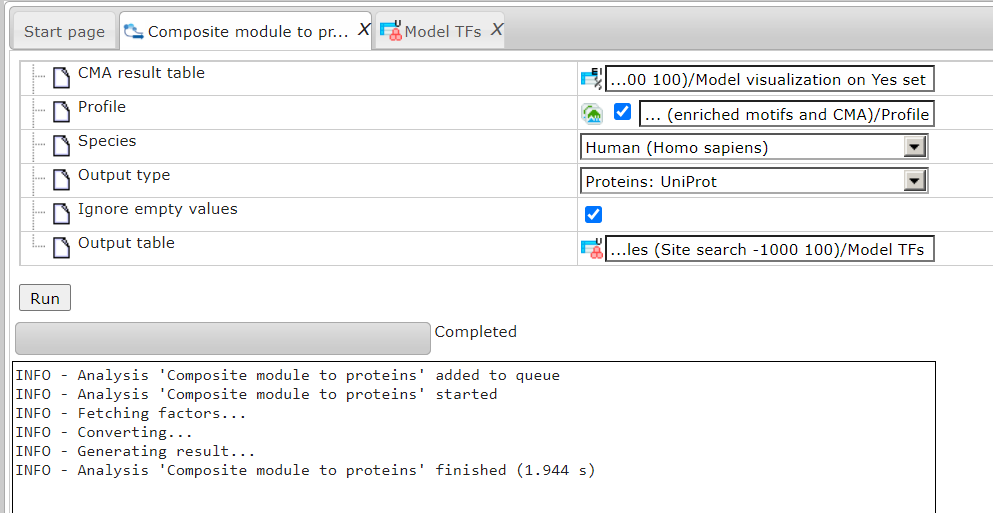 Start page Composite module to pr... X Model TFs X
CMA result table ...00 100)/Model visualization on Yes set
Profile ... (enriched motifs and CMA)/Profile
Species Human (Homo sapiens)
Output type Proteins: UniProt
Ignore empty values
Output table ...les (Site search -1000 100)/Model TFs
Run
Completed
INFO - Analysis 'Composite module to proteins' added to queue
INFO - Analysis 'Composite module to proteins' started
INFO - Fetching factors...
INFO - Converting...
INFO - Generating result...
INFO - Analysis 'Composite module to proteins' finished (1.944 s)